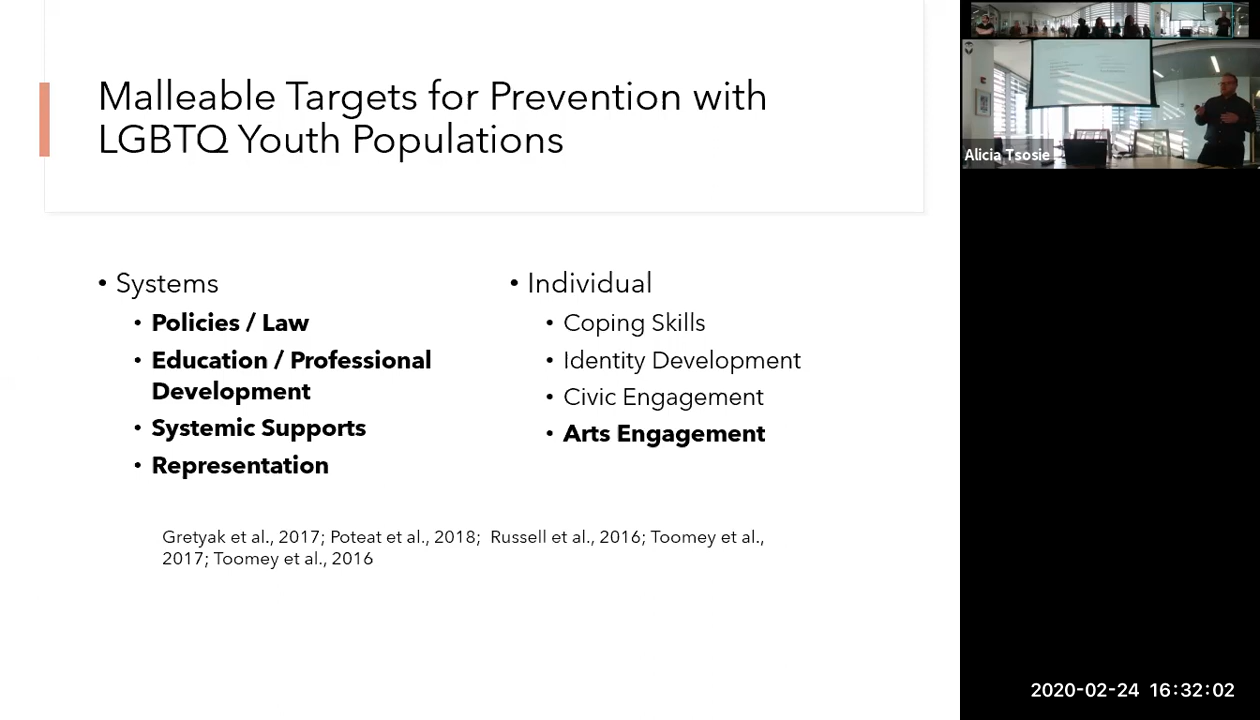 Malleable Targets for Prevention with
LGBTQ Youth Populations
• Systems
• Policies / Law
• Education / Professional
Development
• Systemic Supports
• Representation
• Individual
• Coping Skills
• Identity Development
• Civic Engagement
• Arts Engagement
Gretyak et al., 2017; Poteat et al., 2018; Russell et al., 2016; Toomey et al.,
2017; Toomey et al., 2016
Alicia Tsosie
2020-02-24 16:32:02